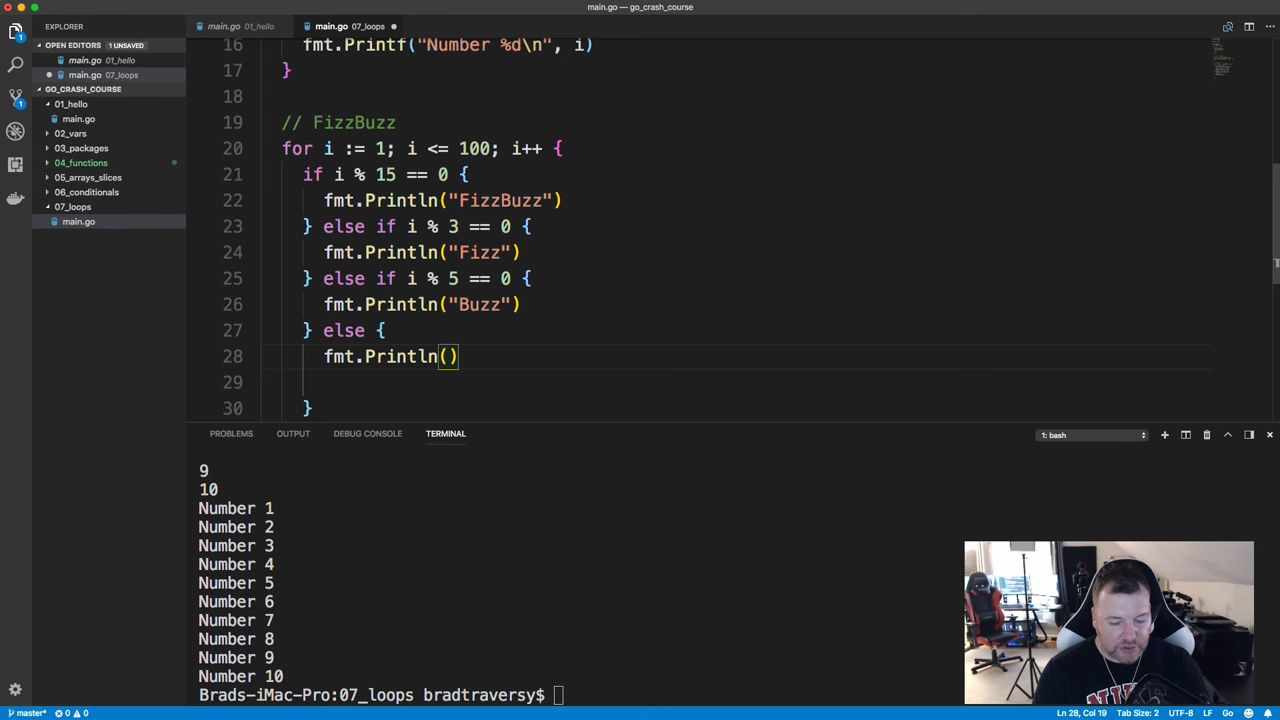 main.go — go_crash_course
EXPLORER
main.go 01_hello
main.go 07_loops
OPEN EDITORS 1 UNSAVED
main.go 01_hello
main.go 07_loops
GO_CRASH_COURSE
01_hello
main.go
02_vars
03_packages
04_functions
05_arrays_slices
06_conditionals
07_loops
main.go
1
1
16 fmt.Printf("Number %d\n", i)
17 }
18
19 // FizzBuzz
20 for i := 1; i <= 100; i++ {
21 if i % 15 == 0 {
22 fmt.Println("FizzBuzz")
23 } else if i % 3 == 0 {
24 fmt.Println("Fizz")
25 } else if i % 5 == 0 {
26 fmt.Println("Buzz")
27 } else {
28 fmt.Println()
29
30 }
PROBLEMS OUTPUT DEBUG CONSOLE TERMINAL
1: bash
9
10
Number 1
Number 2
Number 3
Number 4
Number 5
Number 6
Number 7
Number 8
Number 9
Number 10
Brads-iMac-Pro:07_loops bradtraversy$
master* 0 0
Ln 28, Col 19 Tab Size: 2 UTF-8 LF Go